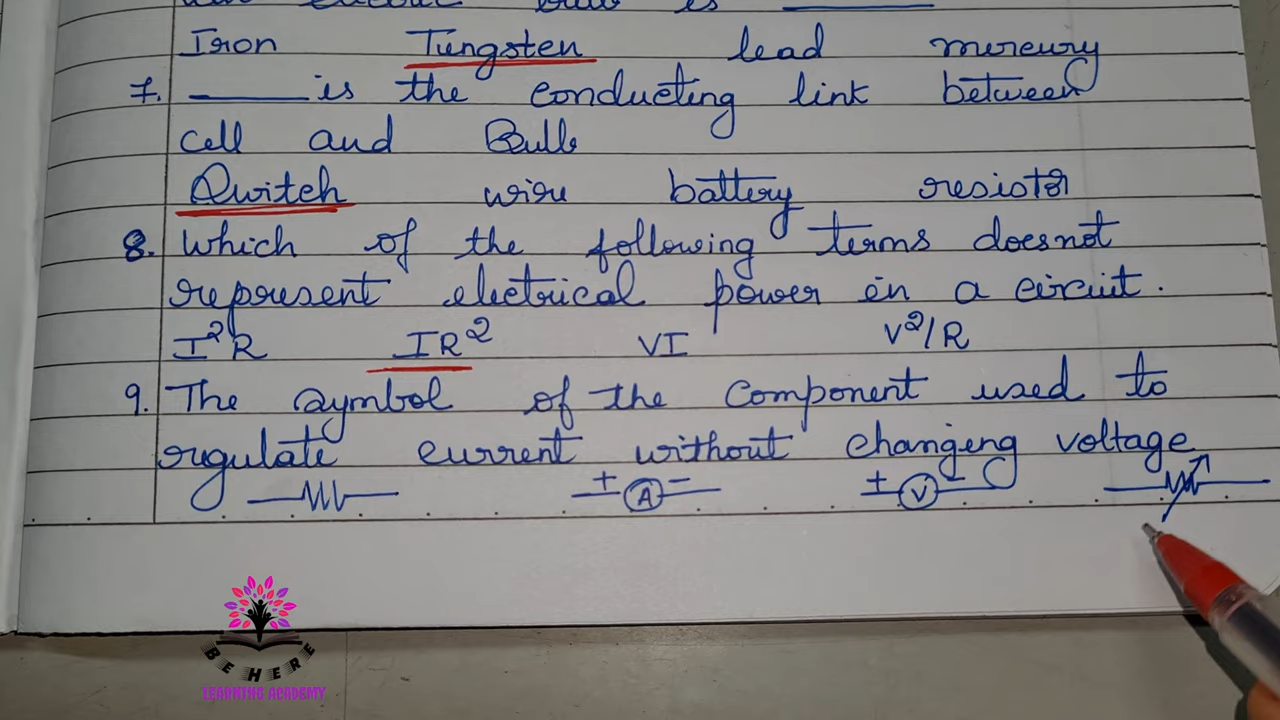 Iron Tungsten lead mercury
7. ______ is the conducting link between
cell and Bulb
Switch wire battery resistor
8. Which of the following terms does not
represent electrical power in a circuit.
I²R IR² VI V²/R
9. The symbol of the component used to
regulate current without changing voltage
+ A − + V −
BEHERE
LEARNING ACADEMY